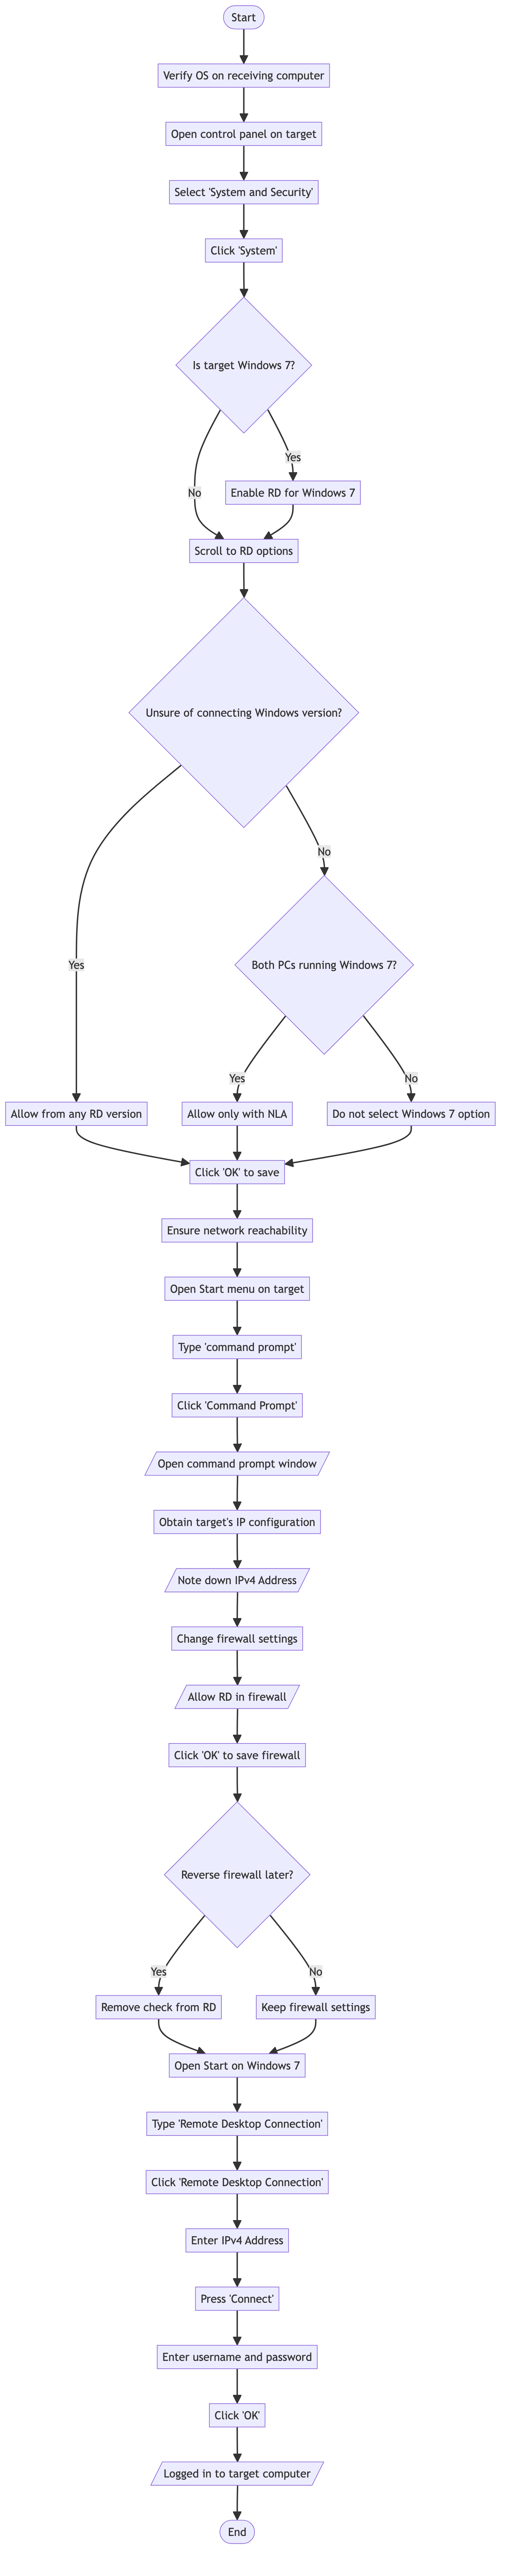 Start
Verify OS on receiving computer
Open control panel on target
Select 'System and Security'
Click 'System'
Is target Windows 7?
Yes
No
Enable RD for Windows 7
Scroll to RD options
Unsure of connecting Windows version?
No
Yes
Both PCs running Windows 7?
Yes
No
Allow from any RD version
Allow only with NLA
Do not select Windows 7 option
Click 'OK' to save
Ensure network reachability
Open Start menu on target
Type 'command prompt'
Click 'Command Prompt'
Open command prompt window
Obtain target's IP configuration
Note down IPv4 Address
Change firewall settings
Allow RD in firewall
Click 'OK' to save firewall
Reverse firewall later?
Yes
No
Remove check from RD
Keep firewall settings
Open Start on Windows 7
Type 'Remote Desktop Connection'
Click 'Remote Desktop Connection'
Enter IPv4 Address
Press 'Connect'
Enter username and password
Click 'OK'
Logged in to target computer
End